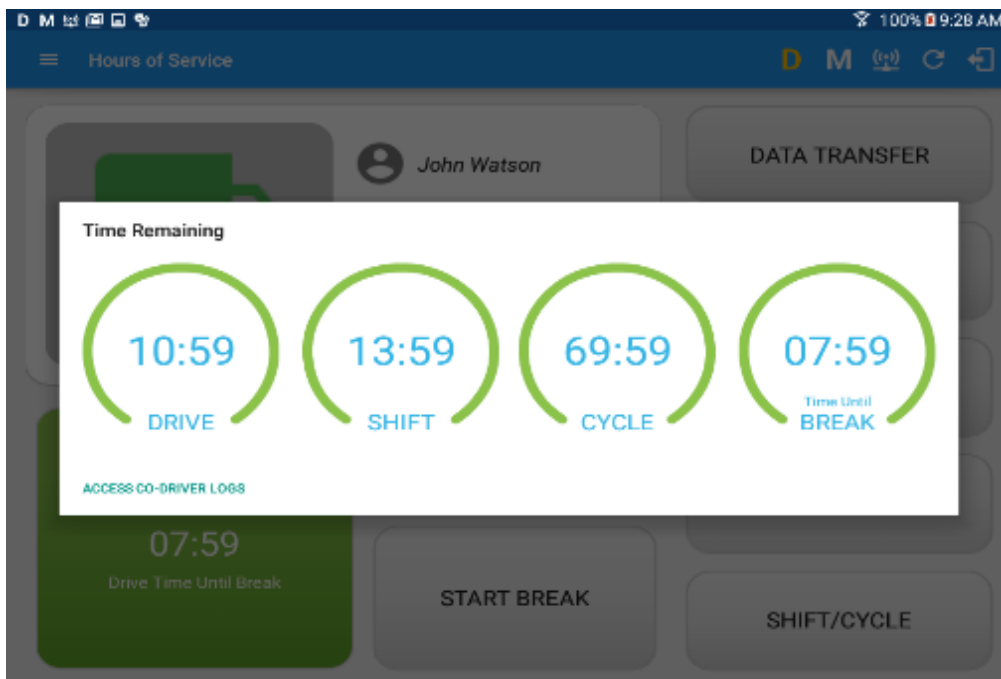 D M
100% 9:28 AM
Hours of Service
D M
John Watson
DATA TRANSFER
Time Remaining
10:59
DRIVE
13:59
SHIFT
69:59
CYCLE
07:59
Time Until
BREAK
ACCESS CO-DRIVER LOGS
07:59
Drive Time Until Break
START BREAK
SHIFT/CYCLE